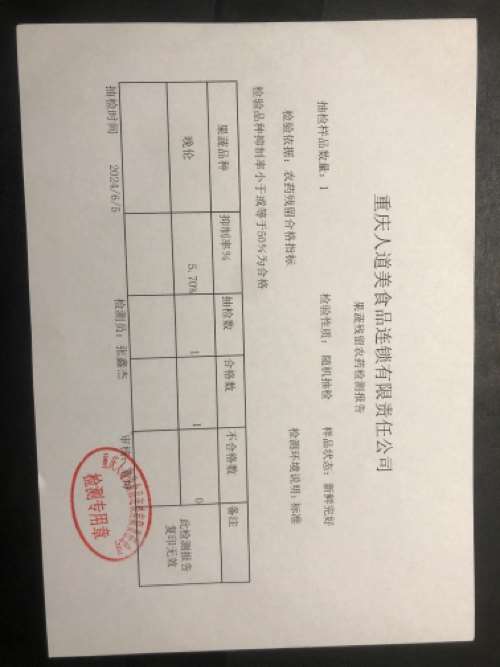 重庆人道美食品连锁有限责任公司
果蔬残留农药检测报告
抽检样品数量：1 检验性质：随机抽检 样品状态：新鲜完好
检验依据：农药残留合格指标 检测环境说明：标准
检验品种抑制率小于或等于50%为合格
果蔬品种 抑制率% 抽检数 合格数 不合格数 备注
晚伦 5.70% 1 1 0 此检测报告
复印无效
抽检时间 2024/6/5 检测员：张鑫杰 审核
检测专用章